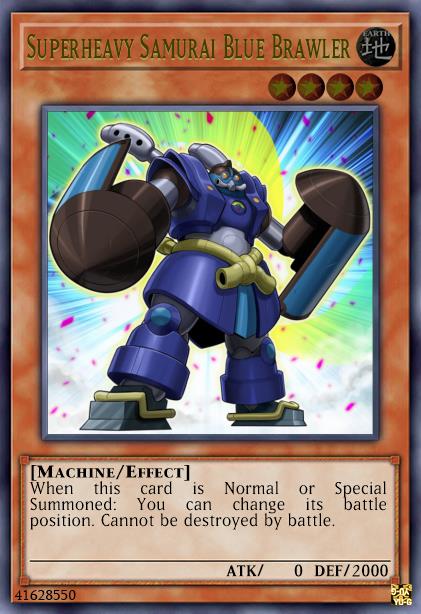 Superheavy Samurai Blue Brawler
EARTH
地
[Machine/Effect]
When this card is Normal or Special
Summoned: You can change its battle
position. Cannot be destroyed by battle.
ATK/ 0 DEF/2000
41628550